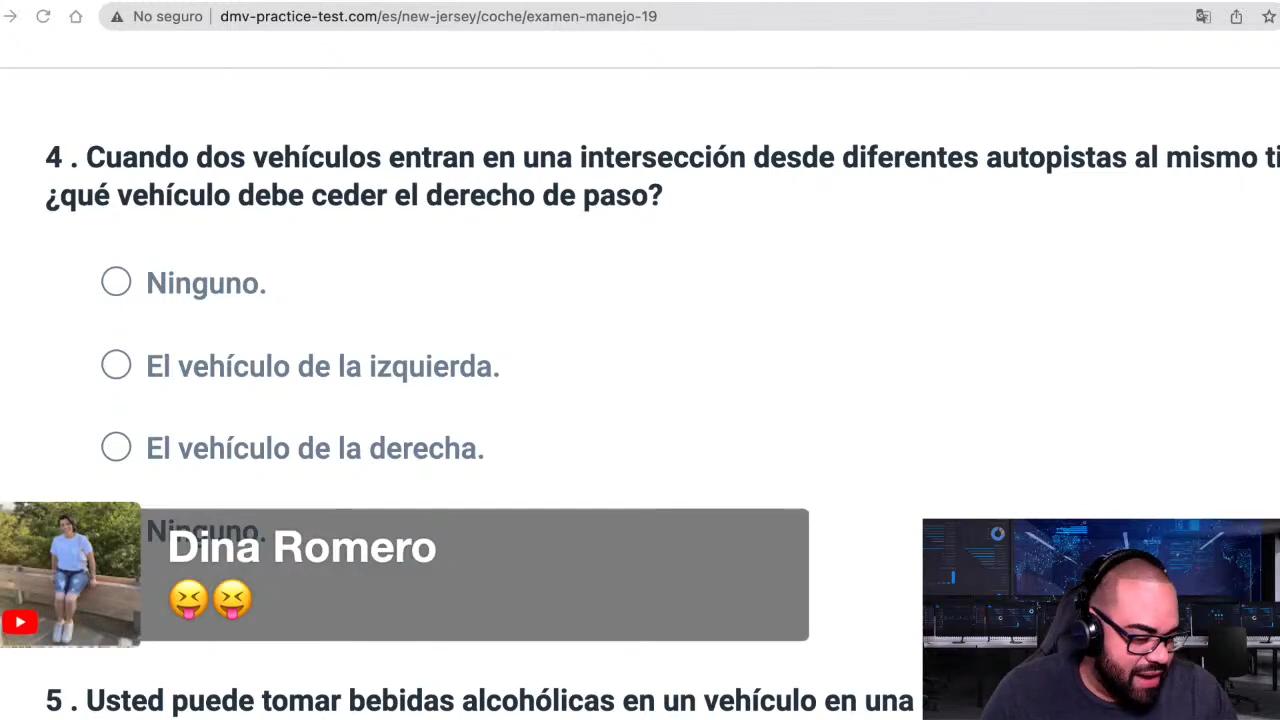 No seguro
dmv-practice-test.com/es/new-jersey/coche/examen-manejo-19
4 . Cuando dos vehículos entran en una intersección desde diferentes autopistas al mismo ti
¿qué vehículo debe ceder el derecho de paso?
Ninguno.
El vehículo de la izquierda.
El vehículo de la derecha.
Ninguno.
Dina Romero
5 . Usted puede tomar bebidas alcohólicas en un vehículo en una